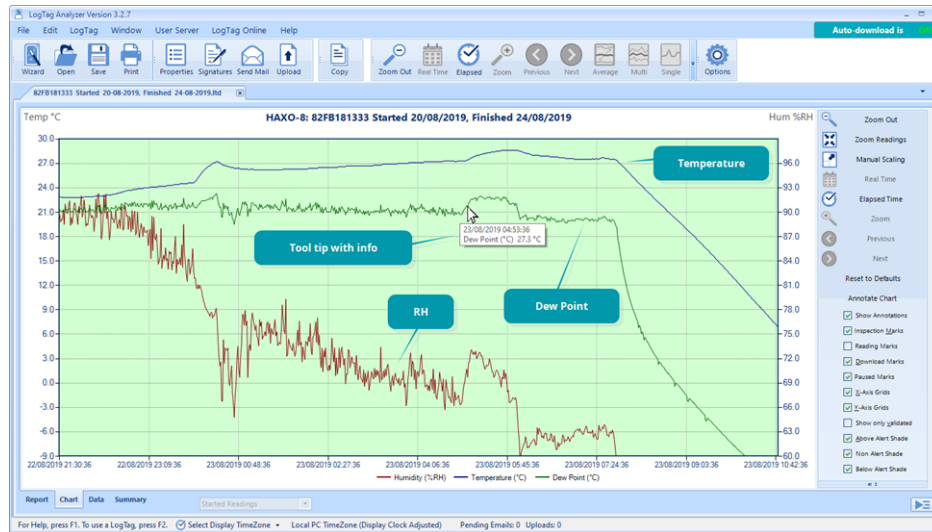 LogTag Analyzer Version 3.2.7
File Edit LogTag Window User Server LogTag Online Help
Auto-download is
Wizard Open Save Print Properties Signatures Send Mail Upload Copy Zoom Out Real Time Elapsed Zoom Previous Next Average Multi Single Options
82FB181333 Started 20-08-2019, Finished 24-08-2019.ltd
Temp °C
HAXO-8: 82FB181333 Started 20/08/2019, Finished 24/08/2019
Hum %RH
30.0
27.0
24.0
21.0
18.0
15.0
12.0
9.0
6.0
3.0
0.0
-3.0
-6.0
-9.0
96.0
93.0
90.0
87.0
84.0
81.0
78.0
75.0
72.0
69.0
66.0
63.0
60.0
Temperature
23/08/2019 04:53:36
Dew Point (°C) 27.3 °C
Tool tip with info
RH
Dew Point
22/08/2019 21:30:36 22/08/2019 23:09:36 23/08/2019 00:48:36 23/08/2019 02:27:36 23/08/2019 04:06:36 23/08/2019 05:45:36 23/08/2019 07:24:36 23/08/2019 09:03:36 23/08/2019 10:42:36
Humidity (%RH) Temperature (°C) Dew Point (°C)
Zoom Out
Zoom Readings
Manual Scaling
Real Time
Elapsed Time
Zoom
Previous
Next
Reset to Defaults
Annotate Chart
Show Annotations
Inspection Marks
Reading Marks
Download Marks
Paused Marks
X-Axis Grids
Y-Axis Grids
Show only validated
Above Alert Shade
Non Alert Shade
Below Alert Shade
Report Chart Data Summary
Started Readings
For Help, press F1. To use a LogTag, press F2. Select Display TimeZone Local PC TimeZone (Display Clock Adjusted) Pending Emails: 0 Uploads: 0